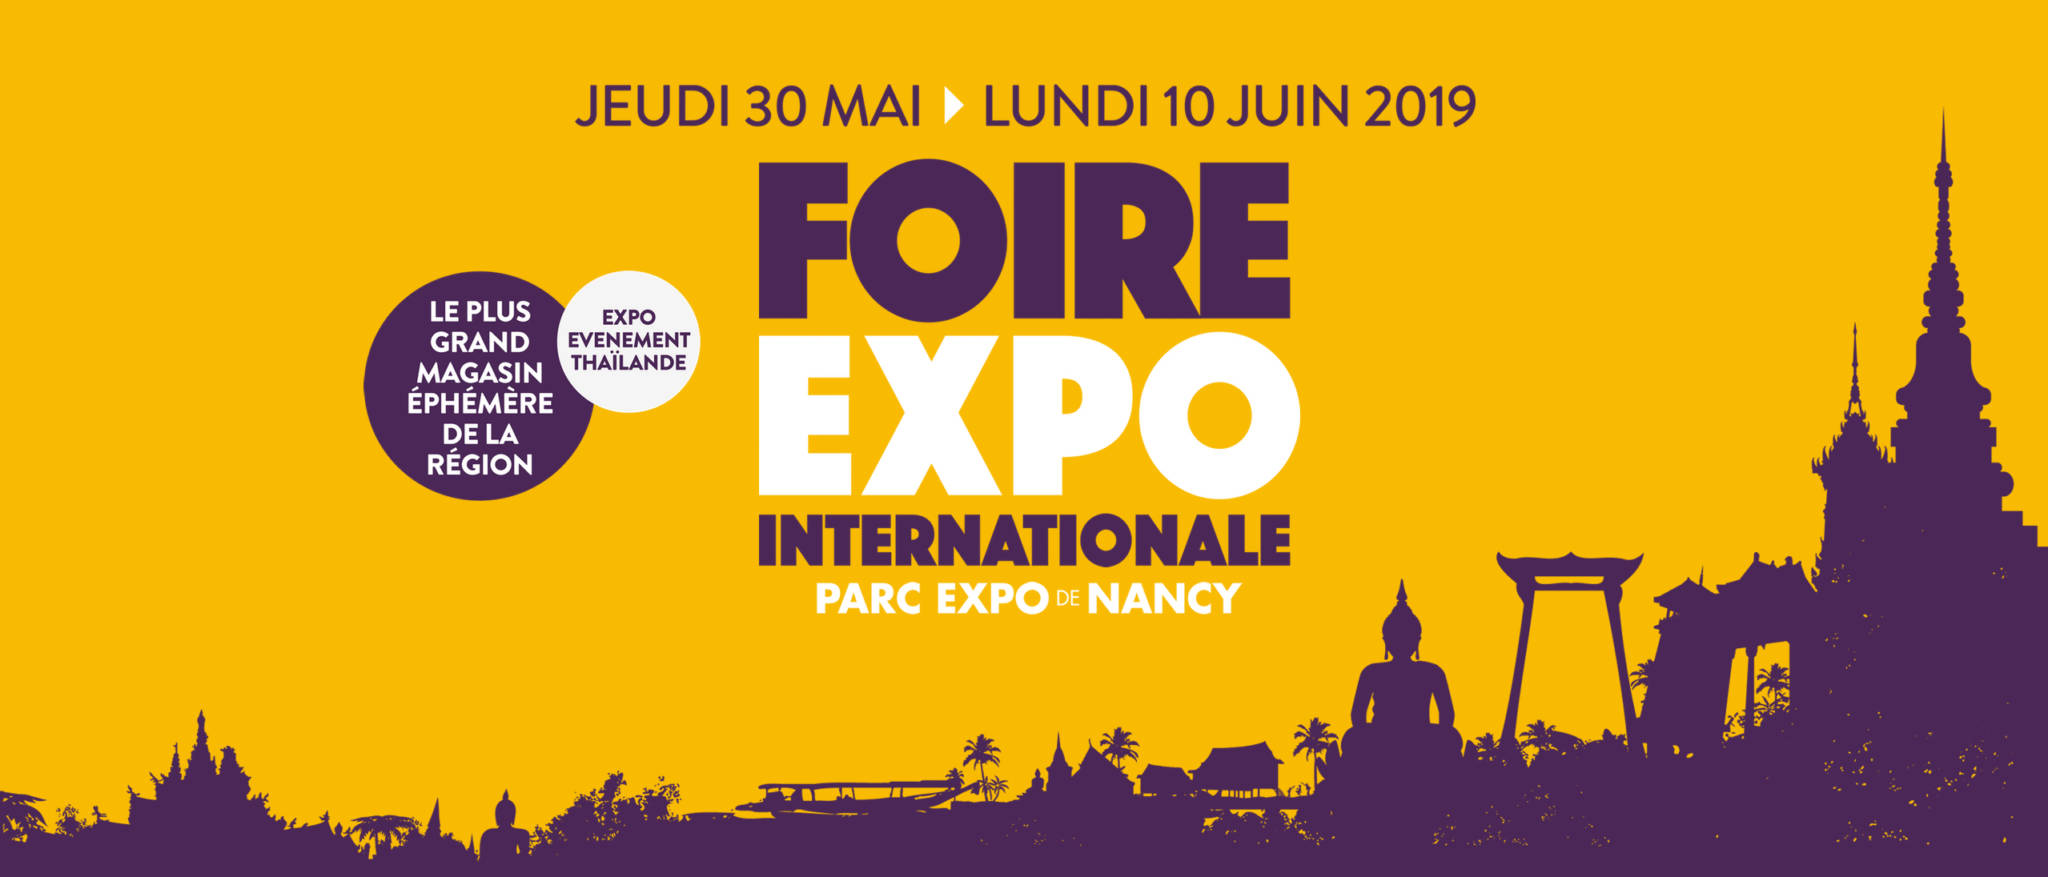 JEUDI 30 MAI LUNDI 10 JUIN 2019
FOIRE
EXPO
INTERNATIONALE
PARC EXPO DE NANCY
LE PLUS
GRAND
MAGASIN
ÉPHÉMÈRE
DE LA
RÉGION
EXPO
EVENEMENT
THAÏLANDE